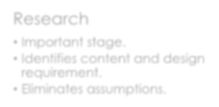 Research
• Important stage.
• Identifies content and design
requirement.
• Eliminates assumptions.